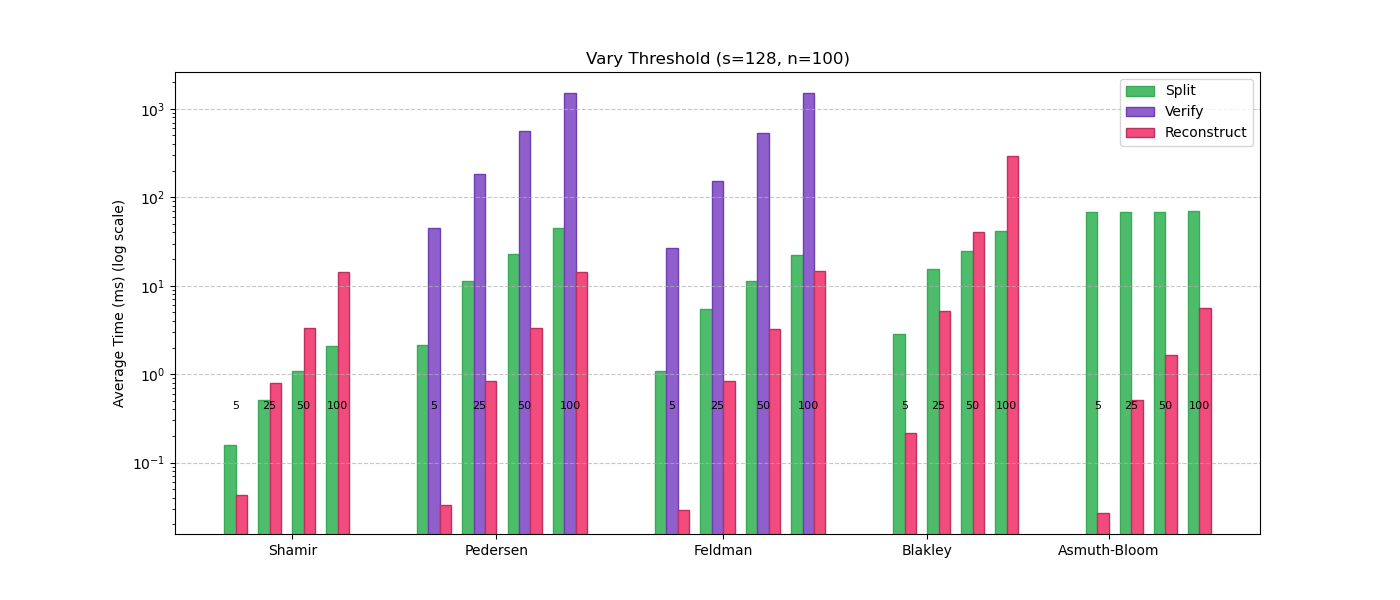 Vary Threshold (s=128, n=100)
Split
Verify
Reconstruct
Average Time (ms) (log scale)
10³
10²
10¹
10⁰
10⁻¹
5 25 50 100 5 25 50 100 5 25 50 100 5 25 50 100 5 25 50 100
Shamir Pedersen Feldman Blakley Asmuth-Bloom